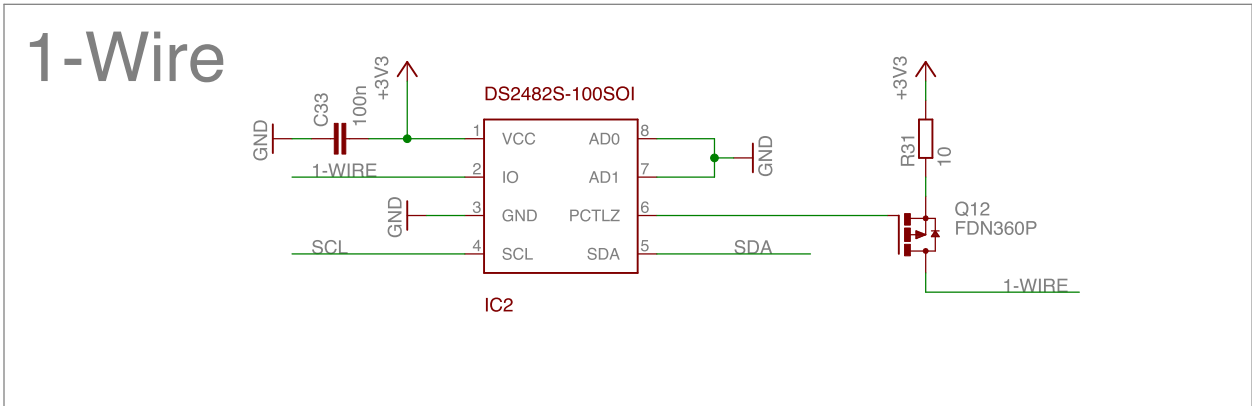 1-Wire
+3V3
+3V3
DS2482S-100SOI
C33
100n
GND
1
VCC
AD0
8
GND
R31
10
1-WIRE
2
IO
AD1
7
GND
3
GND
PCTLZ
6
Q12
FDN360P
SCL
4
SCL
SDA
5
SDA
1-WIRE
IC2